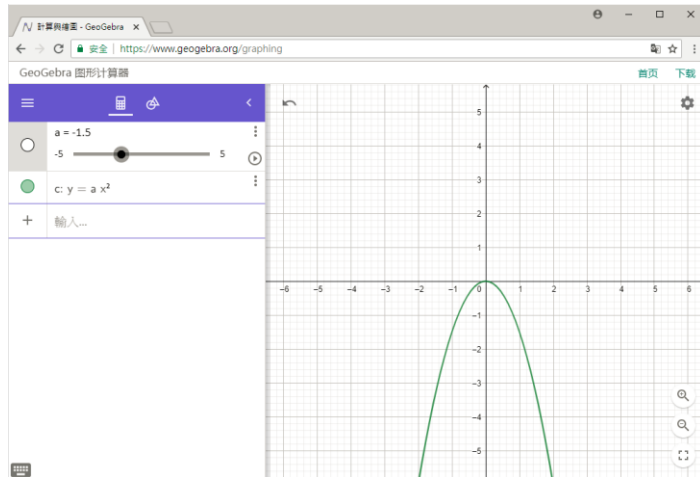 計算與繪圖 - GeoGebra
安全 | https://www.geogebra.org/graphing
GeoGebra 图形计算器
首页 下载
a = -1.5
-5 5
c: y = a x²
輸入...
5
4
3
2
1
-6 -5 -4 -3 -2 -1 0 1 2 3 4 5 6
-1
-2
-3
-4
-5